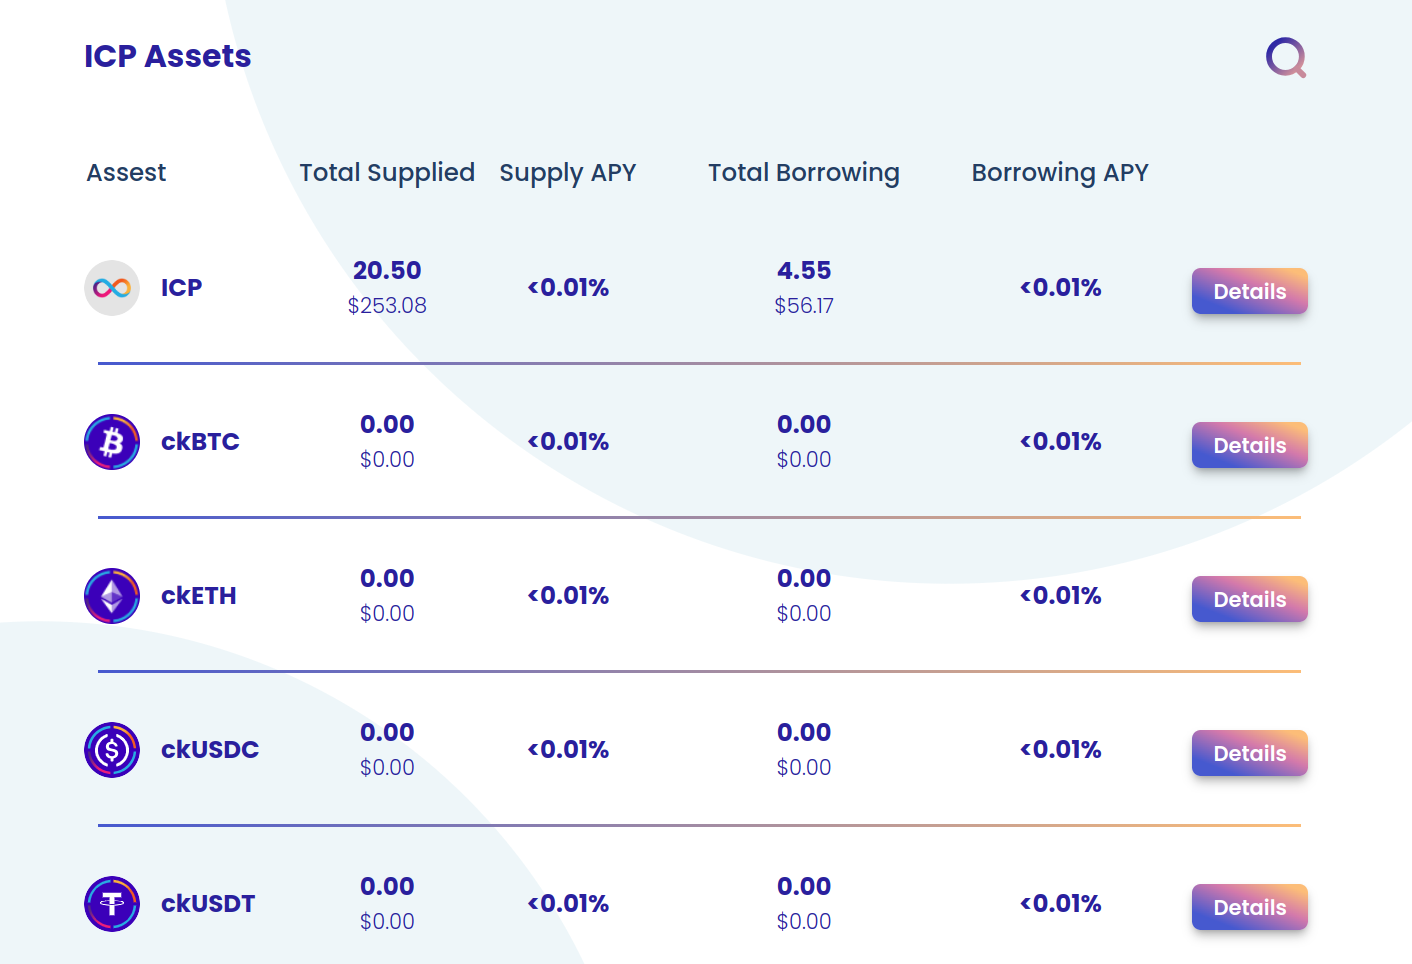 ICP Assets
Assest Total Supplied Supply APY Total Borrowing Borrowing APY
ICP 20.50 $253.08 <0.01% 4.55 $56.17 <0.01% Details
ckBTC 0.00 $0.00 <0.01% 0.00 $0.00 <0.01% Details
ckETH 0.00 $0.00 <0.01% 0.00 $0.00 <0.01% Details
ckUSDC 0.00 $0.00 <0.01% 0.00 $0.00 <0.01% Details
ckUSDT 0.00 $0.00 <0.01% 0.00 $0.00 <0.01% Details